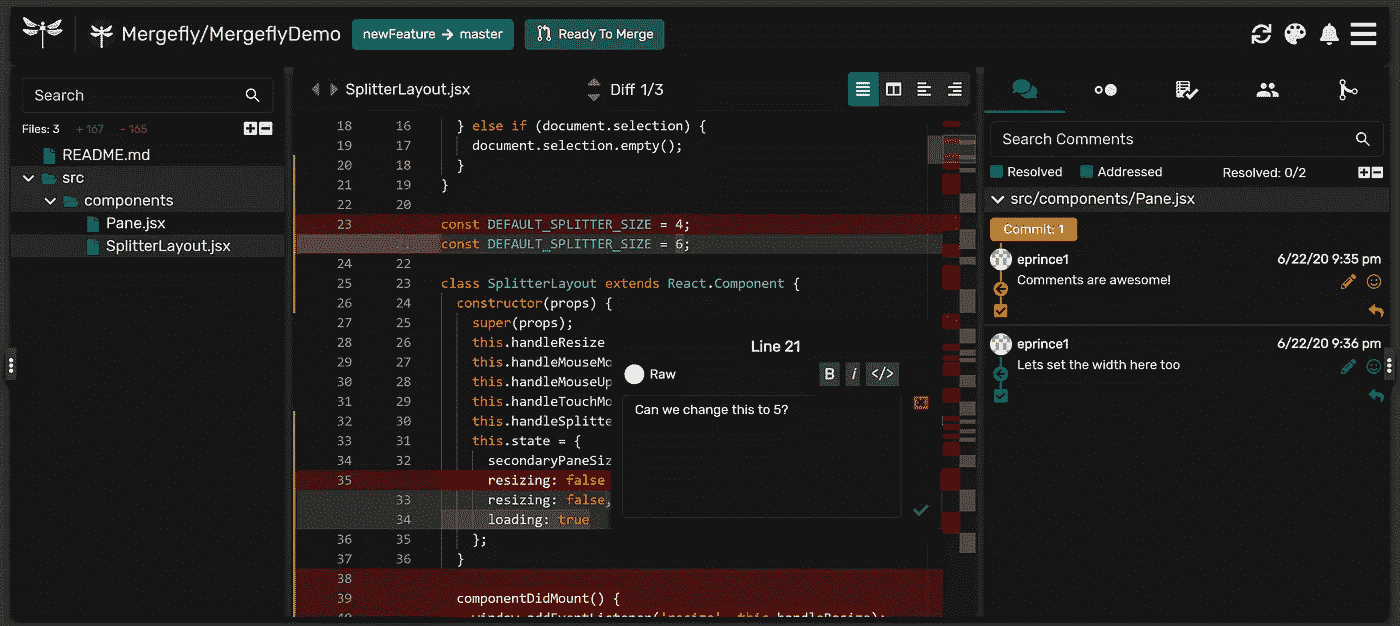 Mergefly/MergeflyDemo newFeature → master Ready To Merge
Search
Files: 3 +167 -165
README.md
src
components
Pane.jsx
SplitterLayout.jsx
SplitterLayout.jsx Diff 1/3
18 16 } else if (document.selection) {
19 17 document.selection.empty();
20 18 }
21 19 }
22 20
23 const DEFAULT_SPLITTER_SIZE = 4;
const DEFAULT_SPLITTER_SIZE = 6;
24 22
25 23 class SplitterLayout extends React.Component {
26 24 constructor(props) {
27 25 super(props);
28 26 this.handleResize
29 27 this.handleMouseMo
30 28 this.handleMouseUp
31 29 this.handleTouchMo
32 30 this.handleSplitte
33 31 this.state = {
34 32 secondaryPaneSiz
35 resizing: false
33 resizing: false,
34 loading: true
36 35 };
37 36 }
38
39 componentDidMount() {
40 window.addEventListener('resize', this.handleResize);
Line 21
Raw B i </>
Can we change this to 5?
Search Comments
Resolved Addressed Resolved: 0/2
src/components/Pane.jsx
Commit: 1
eprince1 6/22/20 9:35 pm
Comments are awesome!
eprince1 6/22/20 9:36 pm
Lets set the width here too